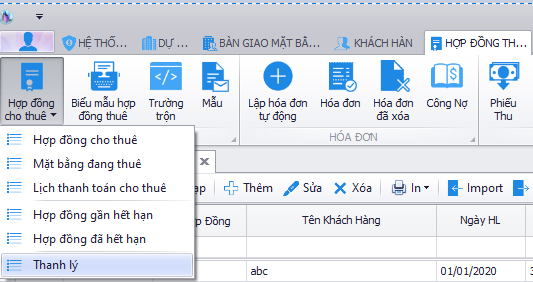 HỆ THỐ...
DỰ ...
BÀN GIAO MẶT BẰ...
KHÁCH HÀN
HỢP ĐỒNG TH...
Hợp đồng cho thuê
Biểu mẫu hợp đồng thuê
Trường trộn
Mẫu
Lập hóa đơn tự động
Hóa đơn
Hóa đơn đã xóa
Công Nợ
Phiếu Thu
HÓA ĐƠN
Hợp đồng cho thuê
Mặt bằng đang thuê
Lịch thanh toán cho thuê
Hợp đồng gần hết hạn
Hợp đồng đã hết hạn
Thanh lý
ạp
Thêm
Sửa
Xóa
In
Import
p Đồng
Tên Khách Hàng
Ngày HL
abc
01/01/2020